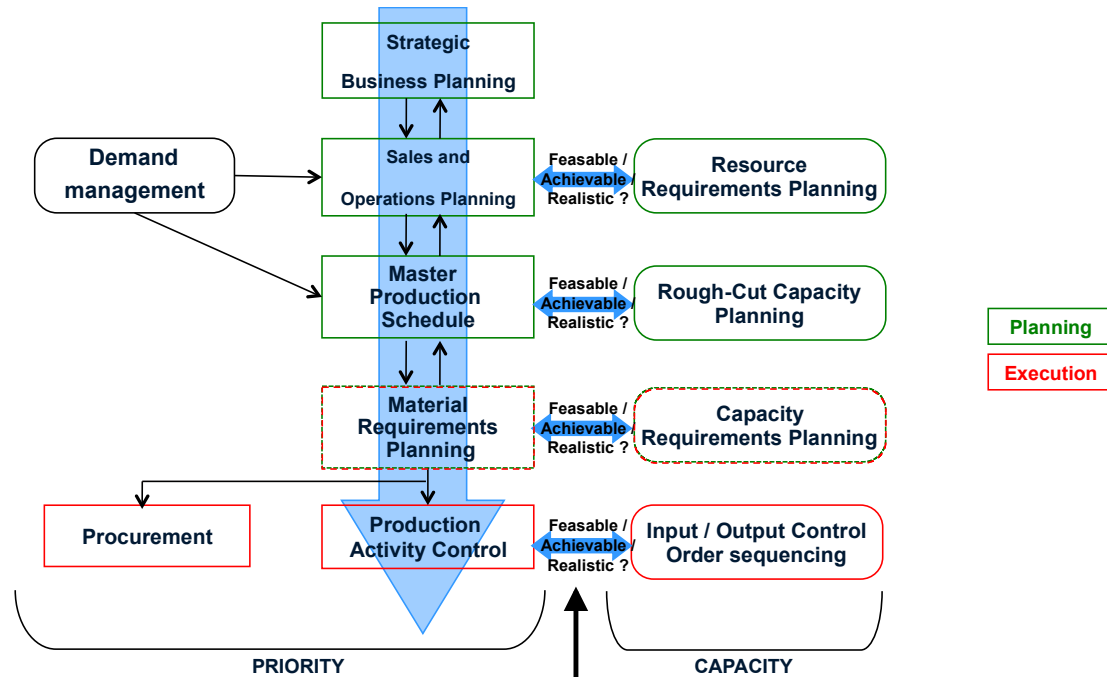 Strategic
Business Planning
Demand
management
Sales and
Operations Planning
Feasable /
Achievable /
Realistic ?
Resource
Requirements Planning
Master
Production
Schedule
Feasable /
Achievable /
Realistic ?
Rough-Cut Capacity
Planning
Planning
Execution
Material
Requirements
Planning
Feasable /
Achievable /
Realistic ?
Capacity
Requirements Planning
Procurement
Production
Activity Control
Feasable /
Achievable /
Realistic ?
Input / Output Control
Order sequencing
PRIORITY
CAPACITY